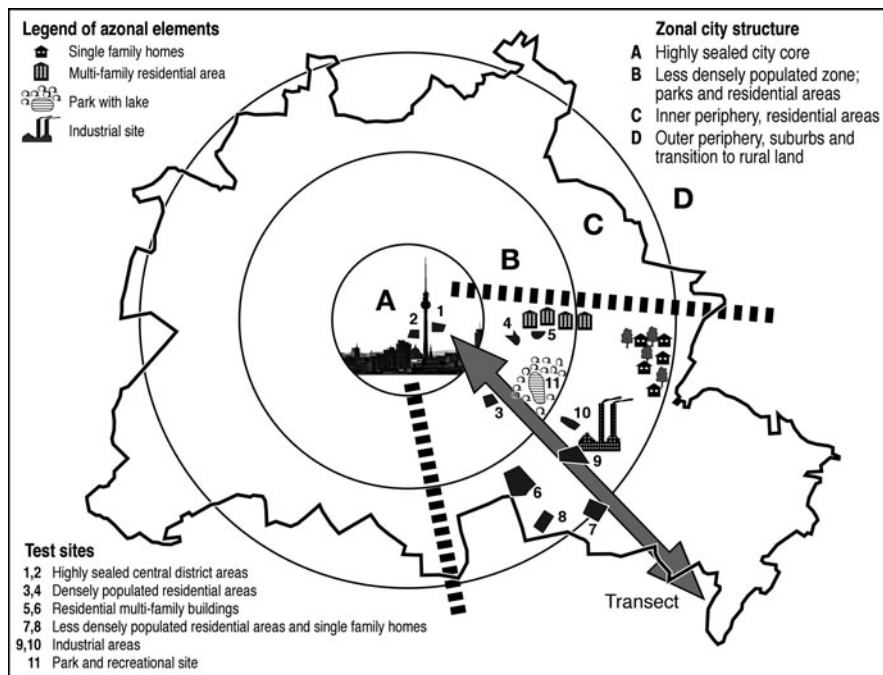 Legend of azonal elements
Single family homes
Multi-family residential area
Park with lake
Industrial site
Zonal city structure
A Highly sealed city core
B Less densely populated zone;
parks and residential areas
C Inner periphery, residential areas
D Outer periphery, suburbs and
transition to rural land
D
C
B
A
2
1
4
5
11
3
10
9
6
8
7
Transect
Test sites
1,2 Highly sealed central district areas
3,4 Densely populated residential areas
5,6 Residential multi-family buildings
7,8 Less densely populated residential areas and single family homes
9,10 Industrial areas
11 Park and recreational site